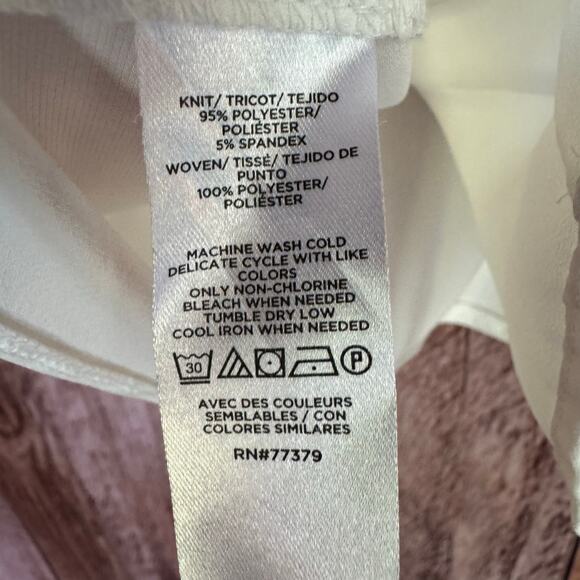 KNIT/ TRICOT/ TEJIDO
95% POLYESTER/
POLIÉSTER
5% SPANDEX
WOVEN/ TISSÉ/ TEJIDO DE
PUNTO
100% POLYESTER/
POLIÉSTER
MACHINE WASH COLD
DELICATE CYCLE WITH LIKE
COLORS
ONLY NON-CHLORINE
BLEACH WHEN NEEDED
TUMBLE DRY LOW
COOL IRON WHEN NEEDED
30 P
AVEC DES COULEURS
SEMBLABLES / CON
COLORES SIMILARES
RN#77379